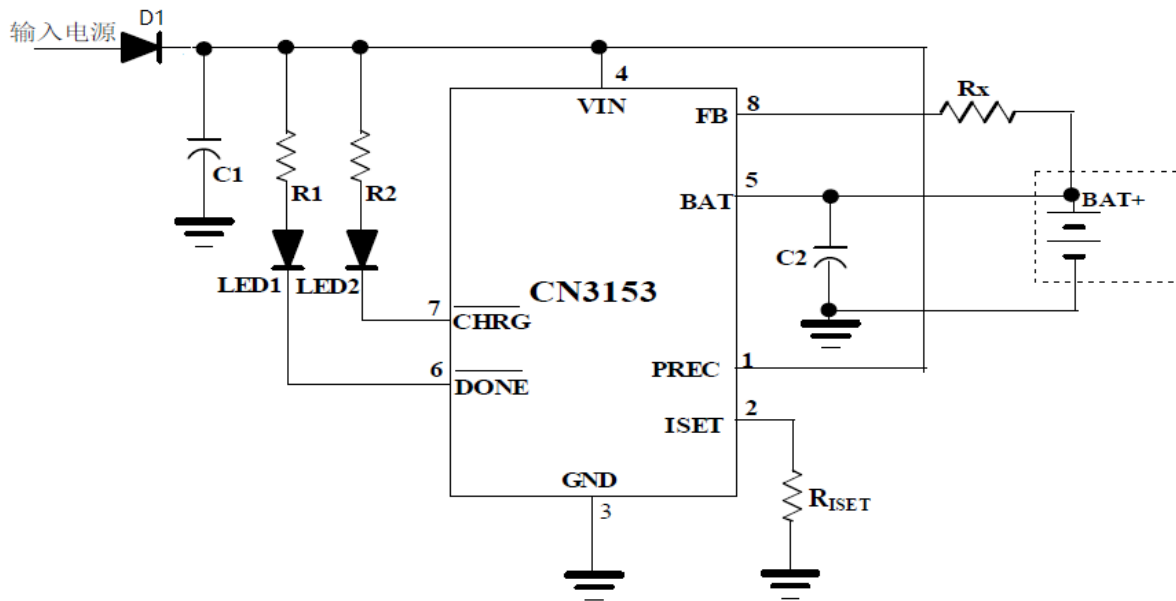 D1
输入电源
4
VIN
8
FB
Rx
C1
R1
R2
5
BAT
BAT+
C2
LED1
LED2
CN3153
7
CHRG
6
DONE
PREC
1
2
ISET
GND
3
RISET